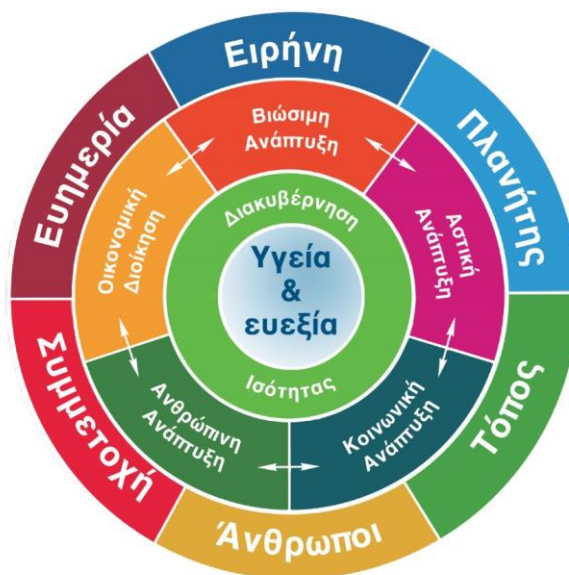 Ειρήνη
Πλανήτης
Τόπος
Άνθρωποι
Συμμετοχή
Ευημερία
Βιώσιμη
Ανάπτυξη
Αστική
Ανάπτυξη
Κοινωνική
Ανάπτυξη
Ανθρώπινη
Ανάπτυξη
Οικονομική
Διοίκηση
Διακυβέρνηση
Ισότητας
Υγεία
&
ευεξία